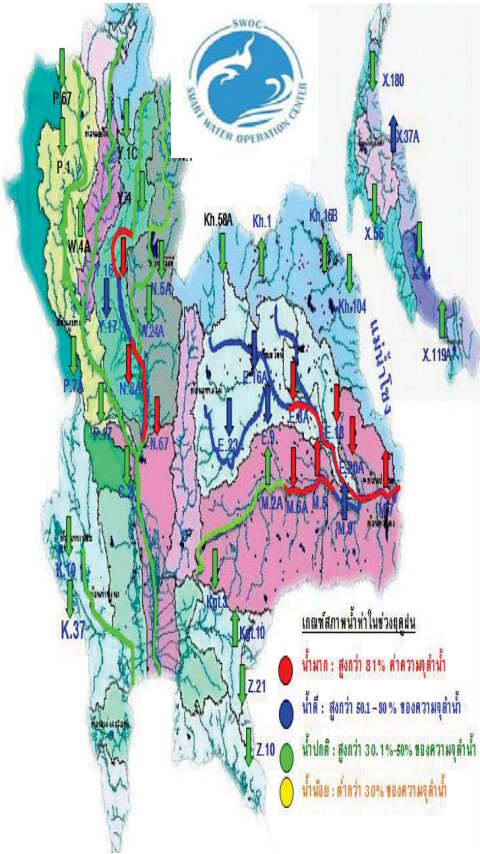 SWOC
SMART WATER OPERATION CENTER
X.180
X.37A
X.56
X.119A
P.67
P.1
Y.1C
Y.4
W.4A
Y.17
N.5A
N.24A
P.17
N.67
C.2
Kh.58A
Kh.1
Kh.16B
Kh.104
แม่น้ำโขง
E.16A
E.8A
E.23
E.9
E.18
E.20A
M.2A
M.6A
M.9
M.7
K.10
K.37
Kgt.3
Kgt.10
Z.21
Z.10
เกณฑ์สภาพน้ำท่าในช่วงฤดูฝน
น้ำมาก : สูงกว่า 81% ค่าความจุลำน้ำ
น้ำดี : สูงกว่า 50.1-80 % ของความจุลำน้ำ
น้ำปกติ : สูงกว่า 30.1%-50% ของความจุลำน้ำ
น้ำน้อย : ต่ำกว่า 30% ของความจุลำน้ำ